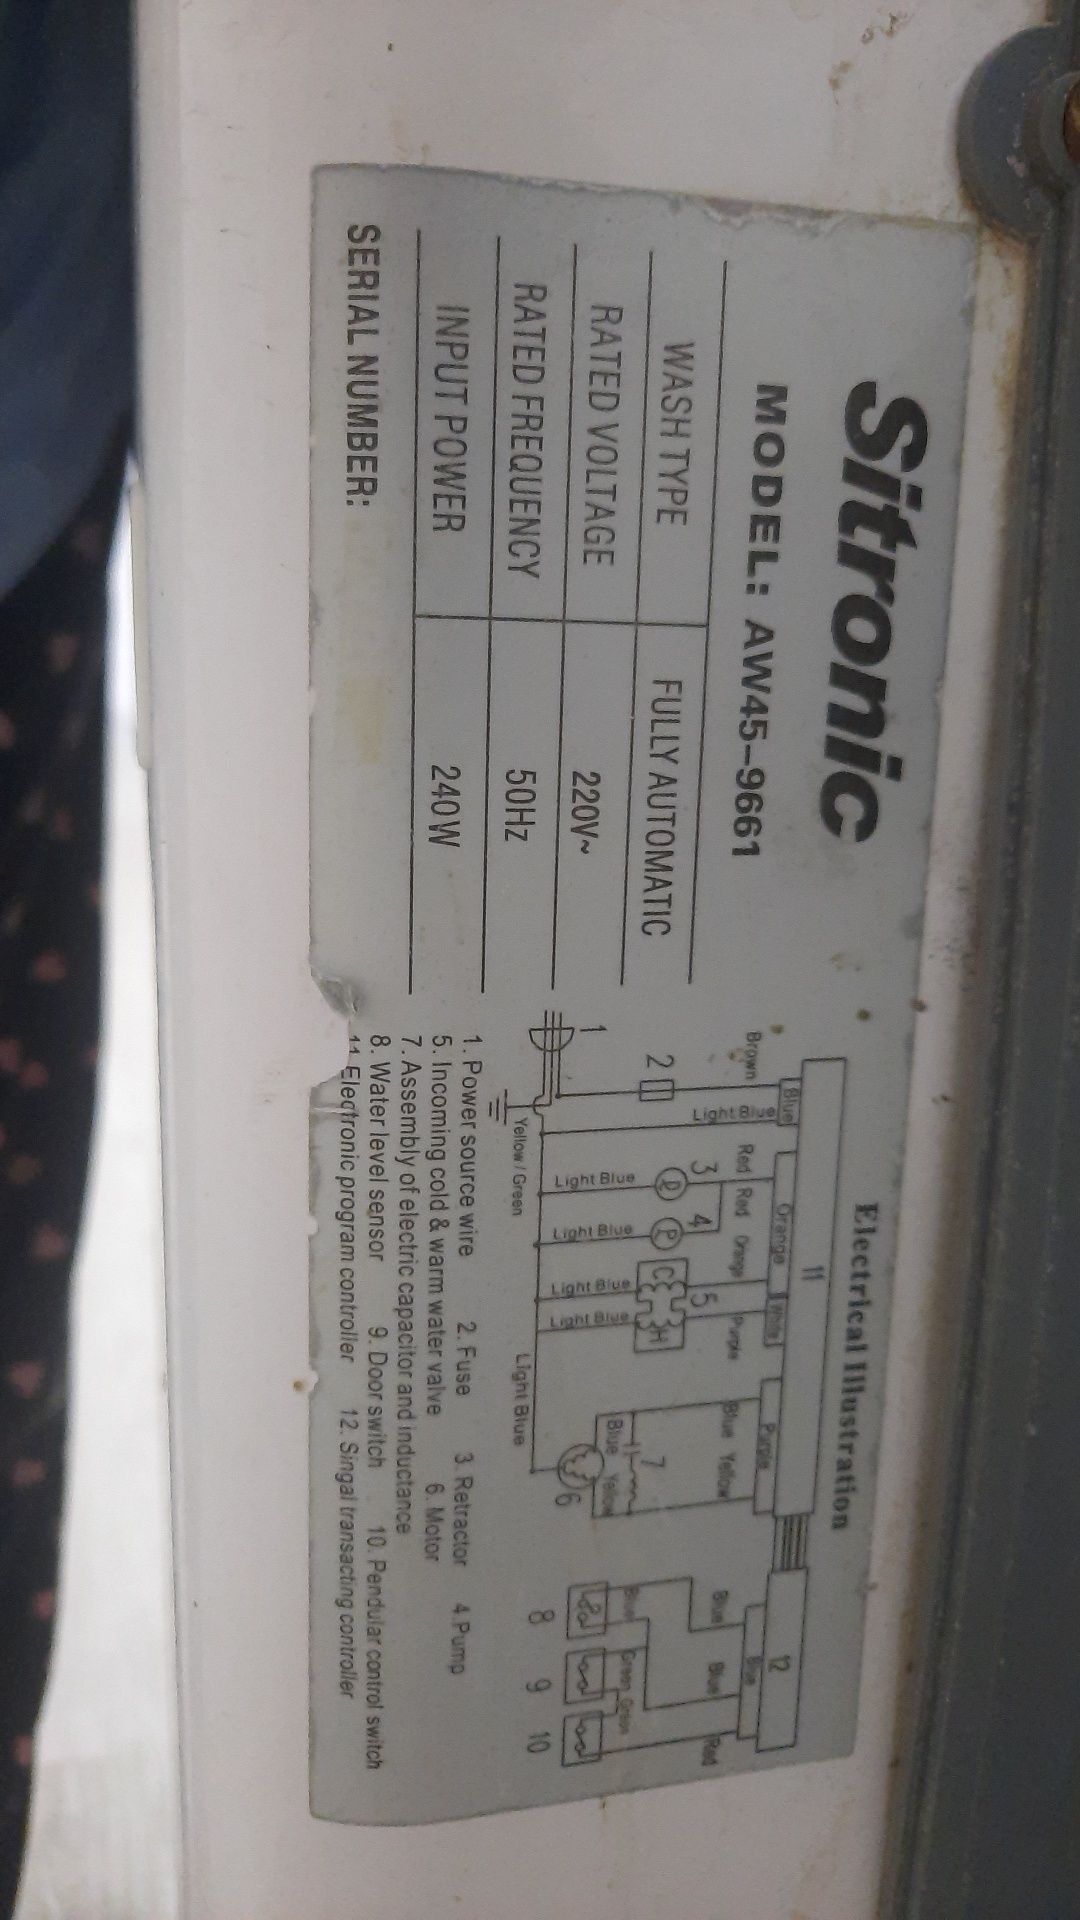 Sitronic
MODEL: AW45-9661
WASH TYPE FULLY AUTOMATIC
RATED VOLTAGE 220V~
RATED FREQUENCY 50Hz
INPUT POWER 240W
SERIAL NUMBER:
Electrical Illustration
11
12
Blue Orange White Purple Blue
Brown Light Blue Red Red Orange Purple Blue Yellow Blue Blue Red
1 2 3 4 5 7 6
D P C H
Blue Yellow Blue Green Green
Light Blue Light Blue Light Blue Light Blue
8 9 10
Yellow / Green Light Blue
1. Power source wire 2. Fuse 3. Retractor 4.Pump
5. Incoming cold & warm water valve 6. Motor
7. Assembly of electric capacitor and inductance
8. Water level sensor 9. Door switch 10. Pendular control switch
11. Electronic program controller 12. Singal transacting controller